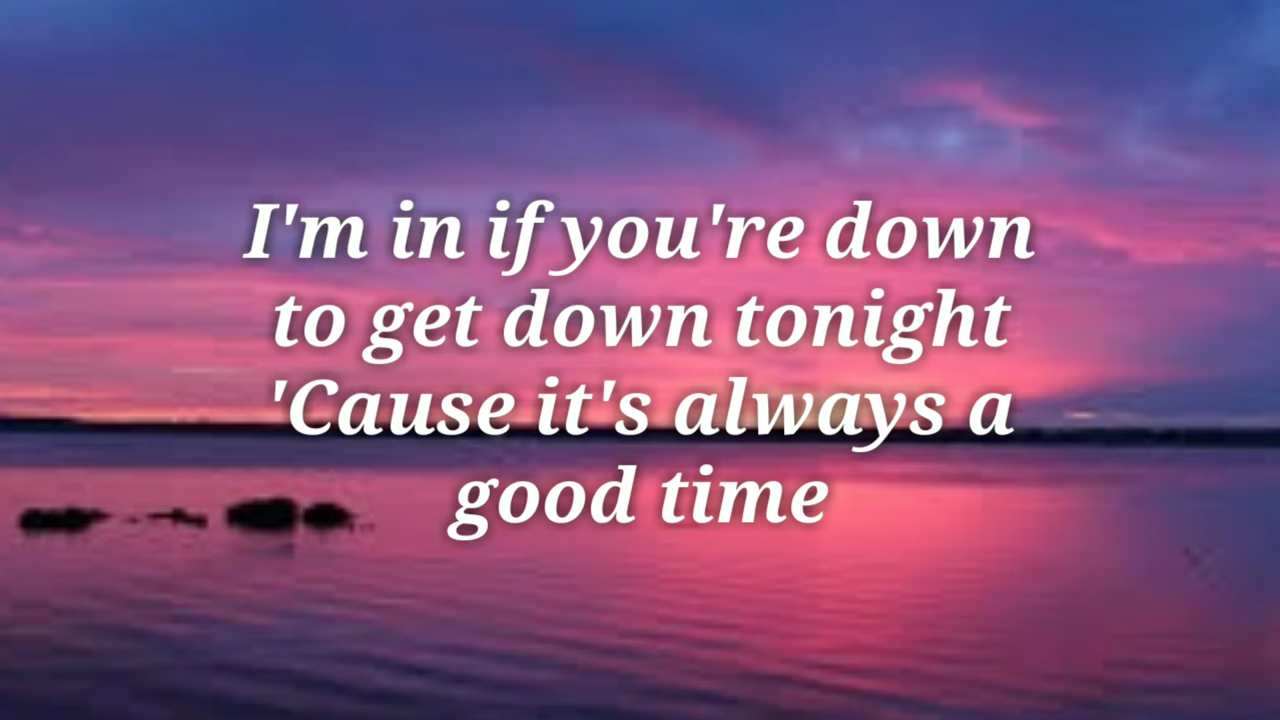 I'm in if you're down
to get down tonight
'Cause it's always a
good time